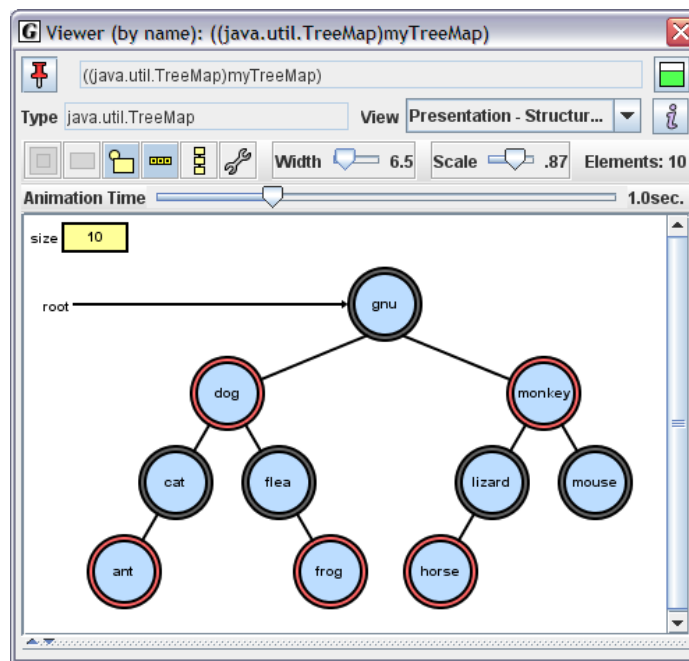 G Viewer (by name): ((java.util.TreeMap)myTreeMap)
((java.util.TreeMap)myTreeMap)
Type java.util.TreeMap View Presentation - Structur... i
Width 6.5 Scale .87 Elements: 10
Animation Time 1.0sec.
size 10
root gnu
dog monkey
cat flea lizard mouse
ant frog horse